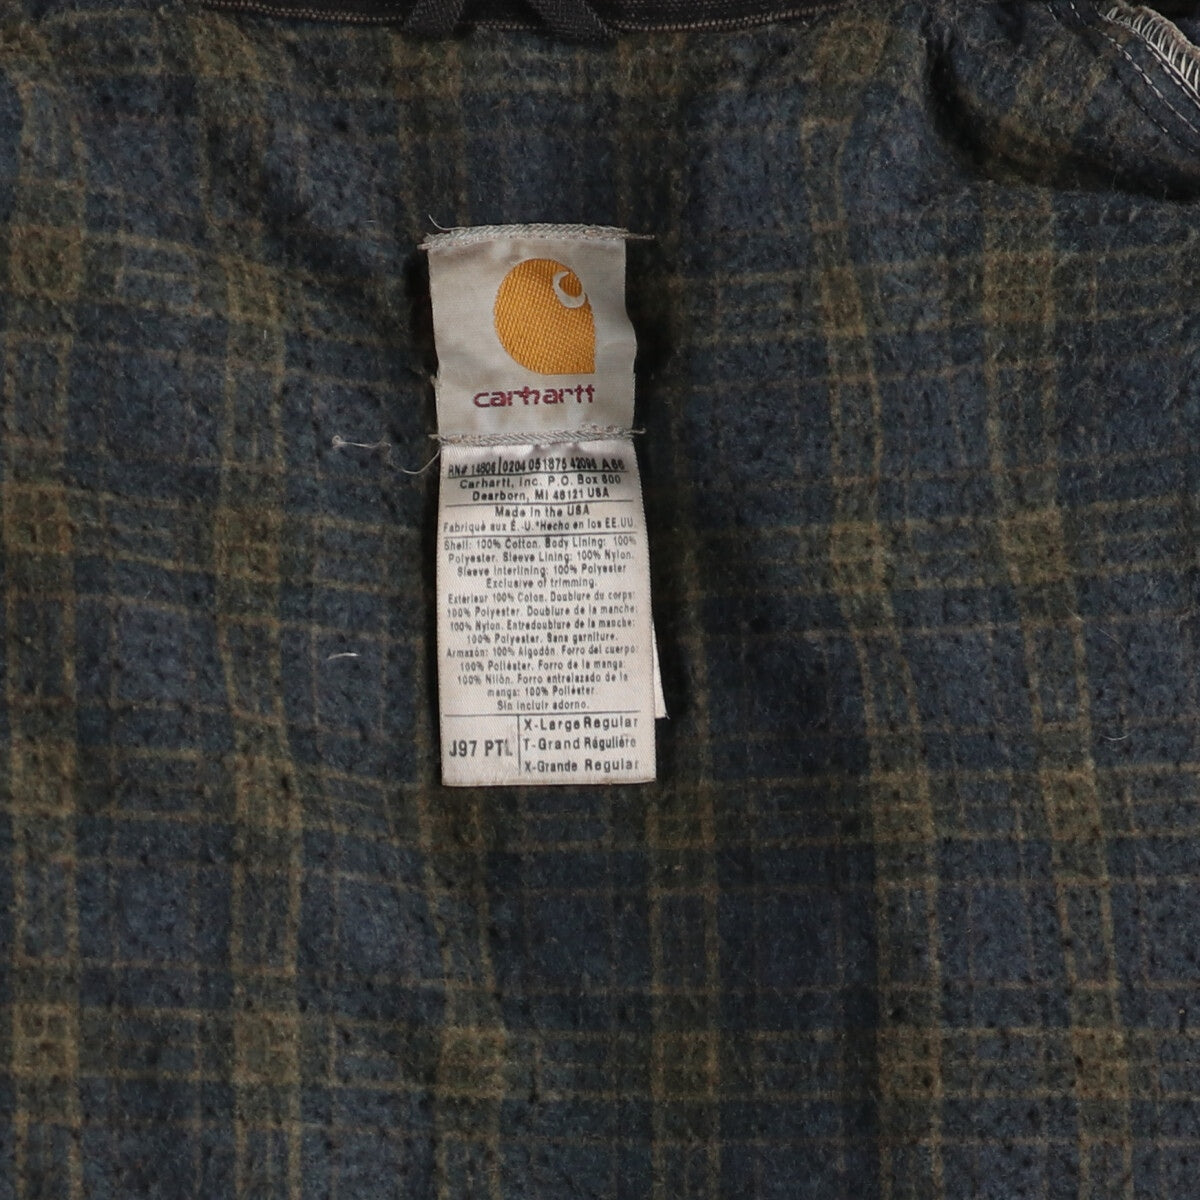 carhartt
RN# 14806 0204 051875 42096 A66
Carhartt, Inc. P.O. Box 600
Dearborn, MI 48121 USA
Made in the USA
Fabriqué aux É.-U.*Hecho en los EE.UU.
Shell: 100% Cotton. Body Lining: 100%
Polyester. Sleeve Lining: 100% Nylon.
Sleeve Interlining: 100% Polyester
Exclusive of trimming.
Extérieur 100% Coton. Doublure du corps:
100% Polyester. Doublure de la manche:
100% Nylon. Entredoublure de la manche:
100% Polyester. Sans garniture.
Armazón: 100% Algodón. Forro del cuerpo:
100% Poliéster. Forro de la manga:
100% Nilón. Forro entrelazado de la
manga: 100% Poliéster
Sin incluir adorno.
J97 PTL
X-Large Regular
T-Grand Régulière
X-Grande Regular